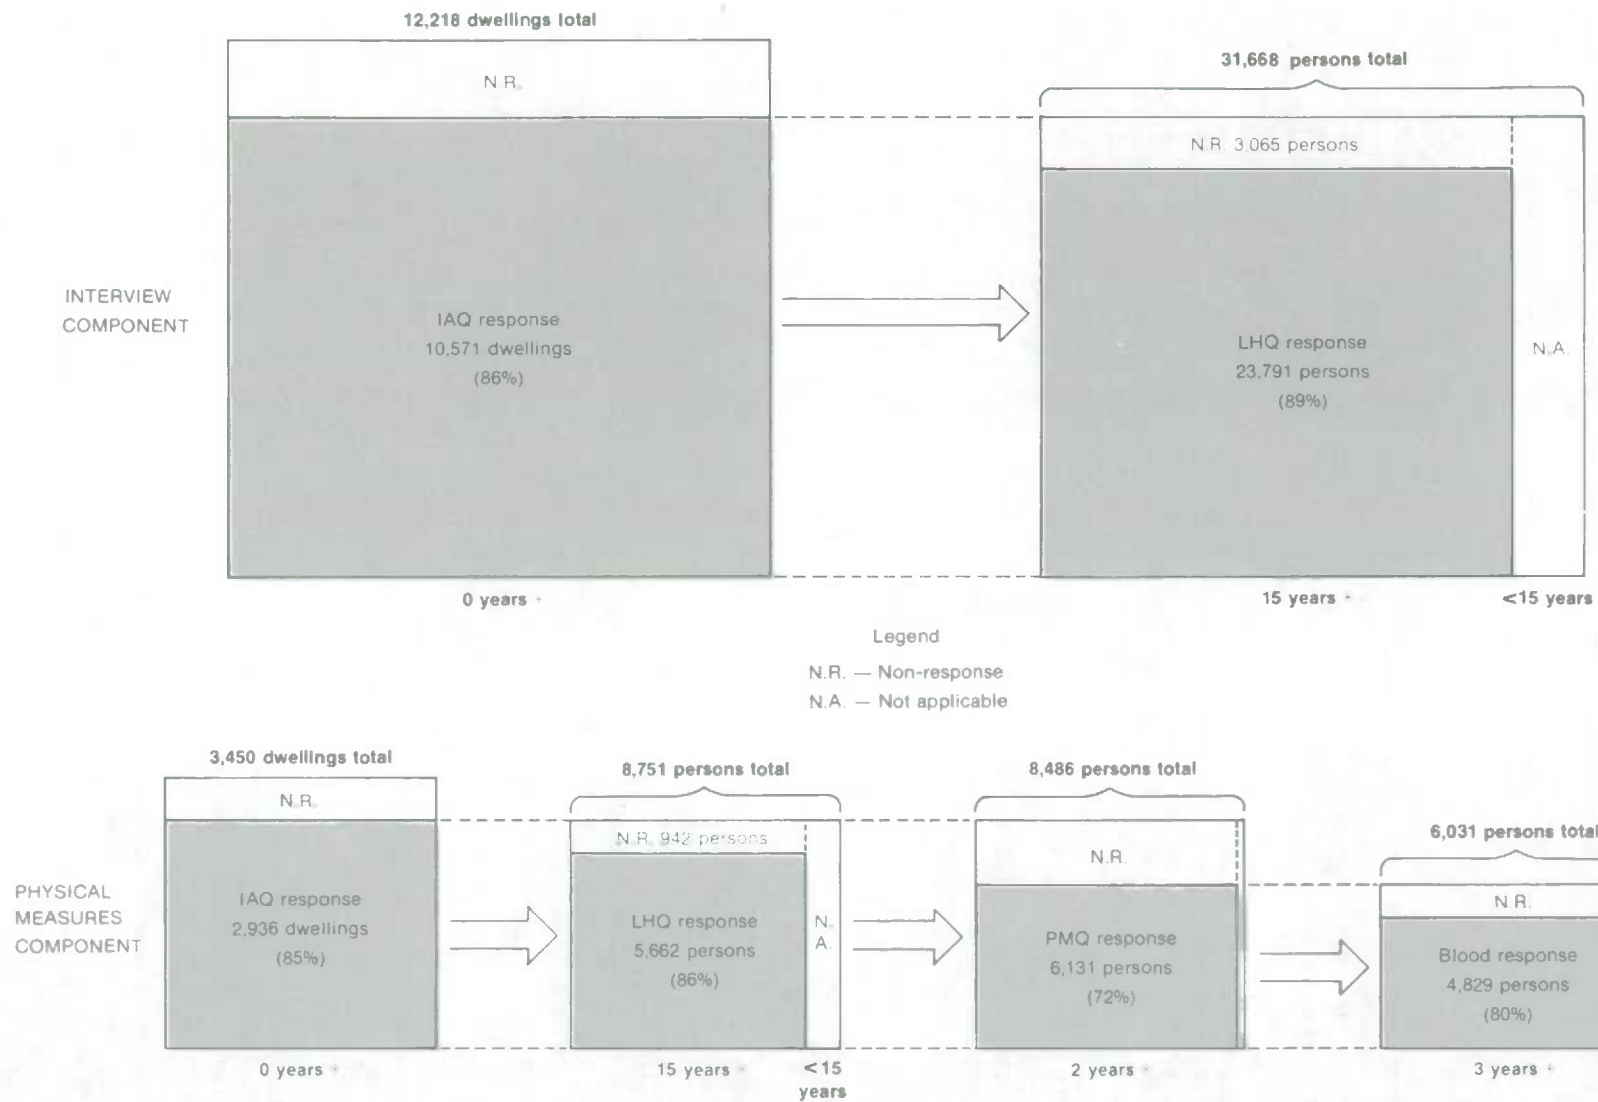 12,218 dwellings total
N.R.
31,668 persons total
N.R. 3,065 persons
INTERVIEW
COMPONENT
IAQ response
10,571 dwellings
(86%)
LHQ response
23,791 persons
(89%)
N.A.
0 years +
15 years +
<15 years
Legend
N.R. — Non-response
N.A. — Not applicable
3,450 dwellings total
N.R.
8,751 persons total
N.R. 942 persons
8,486 persons total
N.R.
6,031 persons total
N.R.
PHYSICAL
MEASURES
COMPONENT
IAQ response
2,936 dwellings
(85%)
LHQ response
5,662 persons
(86%)
N.
A.
PMQ response
6,131 persons
(72%)
Blood response
4,829 persons
(80%)
0 years +
15 years +
<15
years
2 years +
3 years +